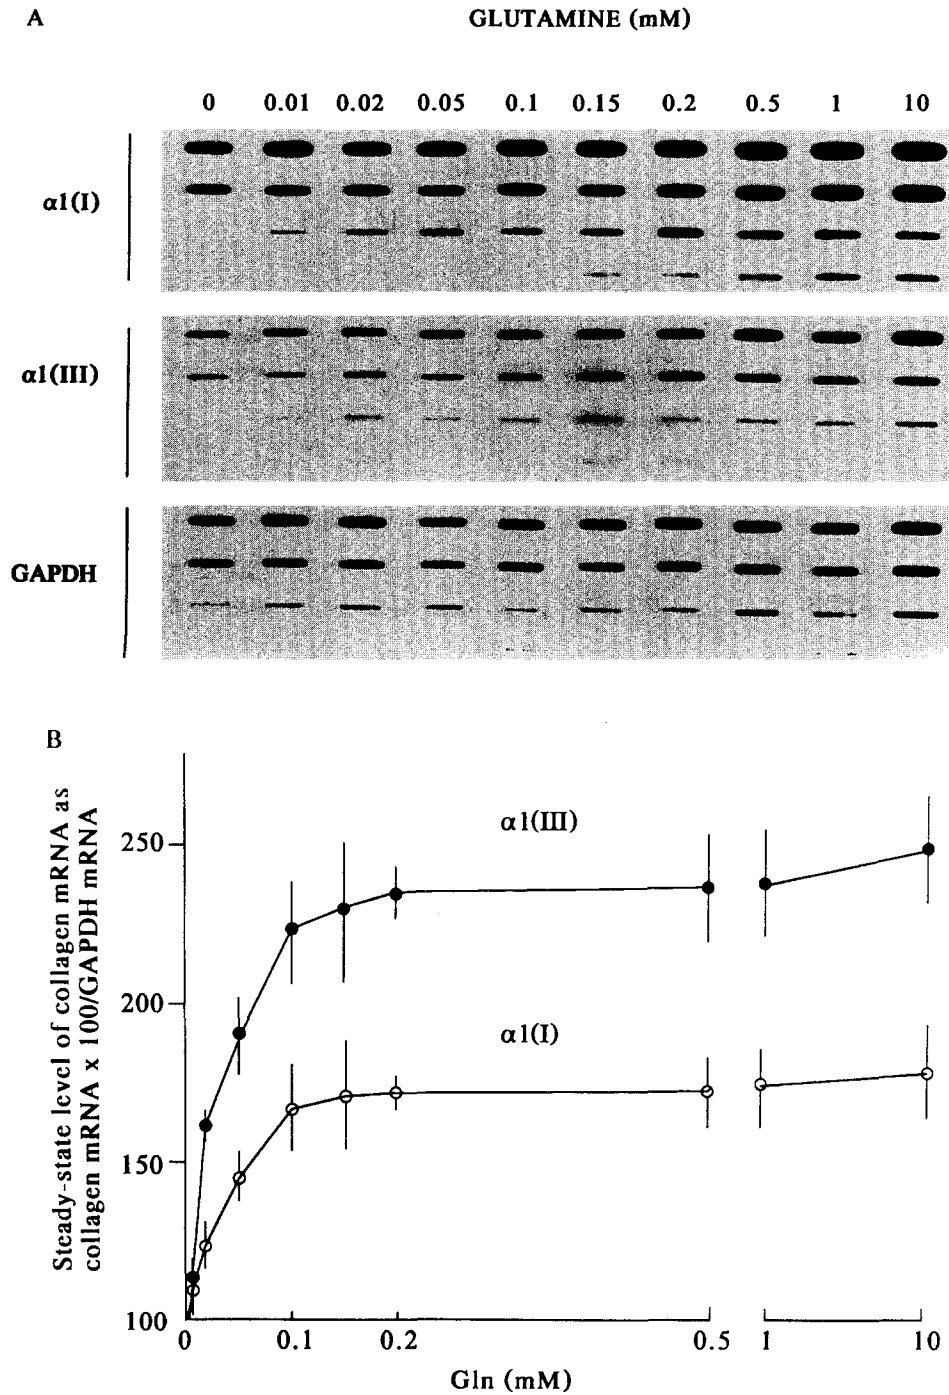 A
GLUTAMINE (mM)
0 0.01 0.02 0.05 0.1 0.15 0.2 0.5 1 10
α1(I)
α1(III)
GAPDH
B
Steady-state level of collagen mRNA as
collagen mRNA x 100/GAPDH mRNA
250
200
150
100
α1(III)
α1(I)
0 0.1 0.2 0.5 1 10
Gln (mM)